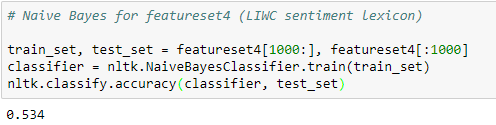 # Naive Bayes for featureset4 (LIWC sentiment lexicon)
train_set, test_set = featureset4[1000:], featureset4[:1000]
classifier = nltk.NaiveBayesClassifier.train(train_set)
nltk.classify.accuracy(classifier, test_set)
0.534